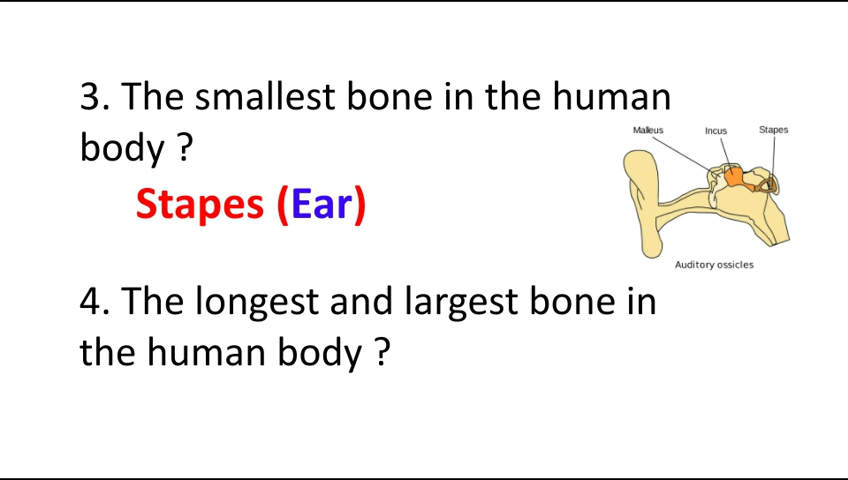 3. The smallest bone in the human
body ?
Stapes (Ear)
Malleus
Incus
Stapes
Auditory ossicles
4. The longest and largest bone in
the human body ?